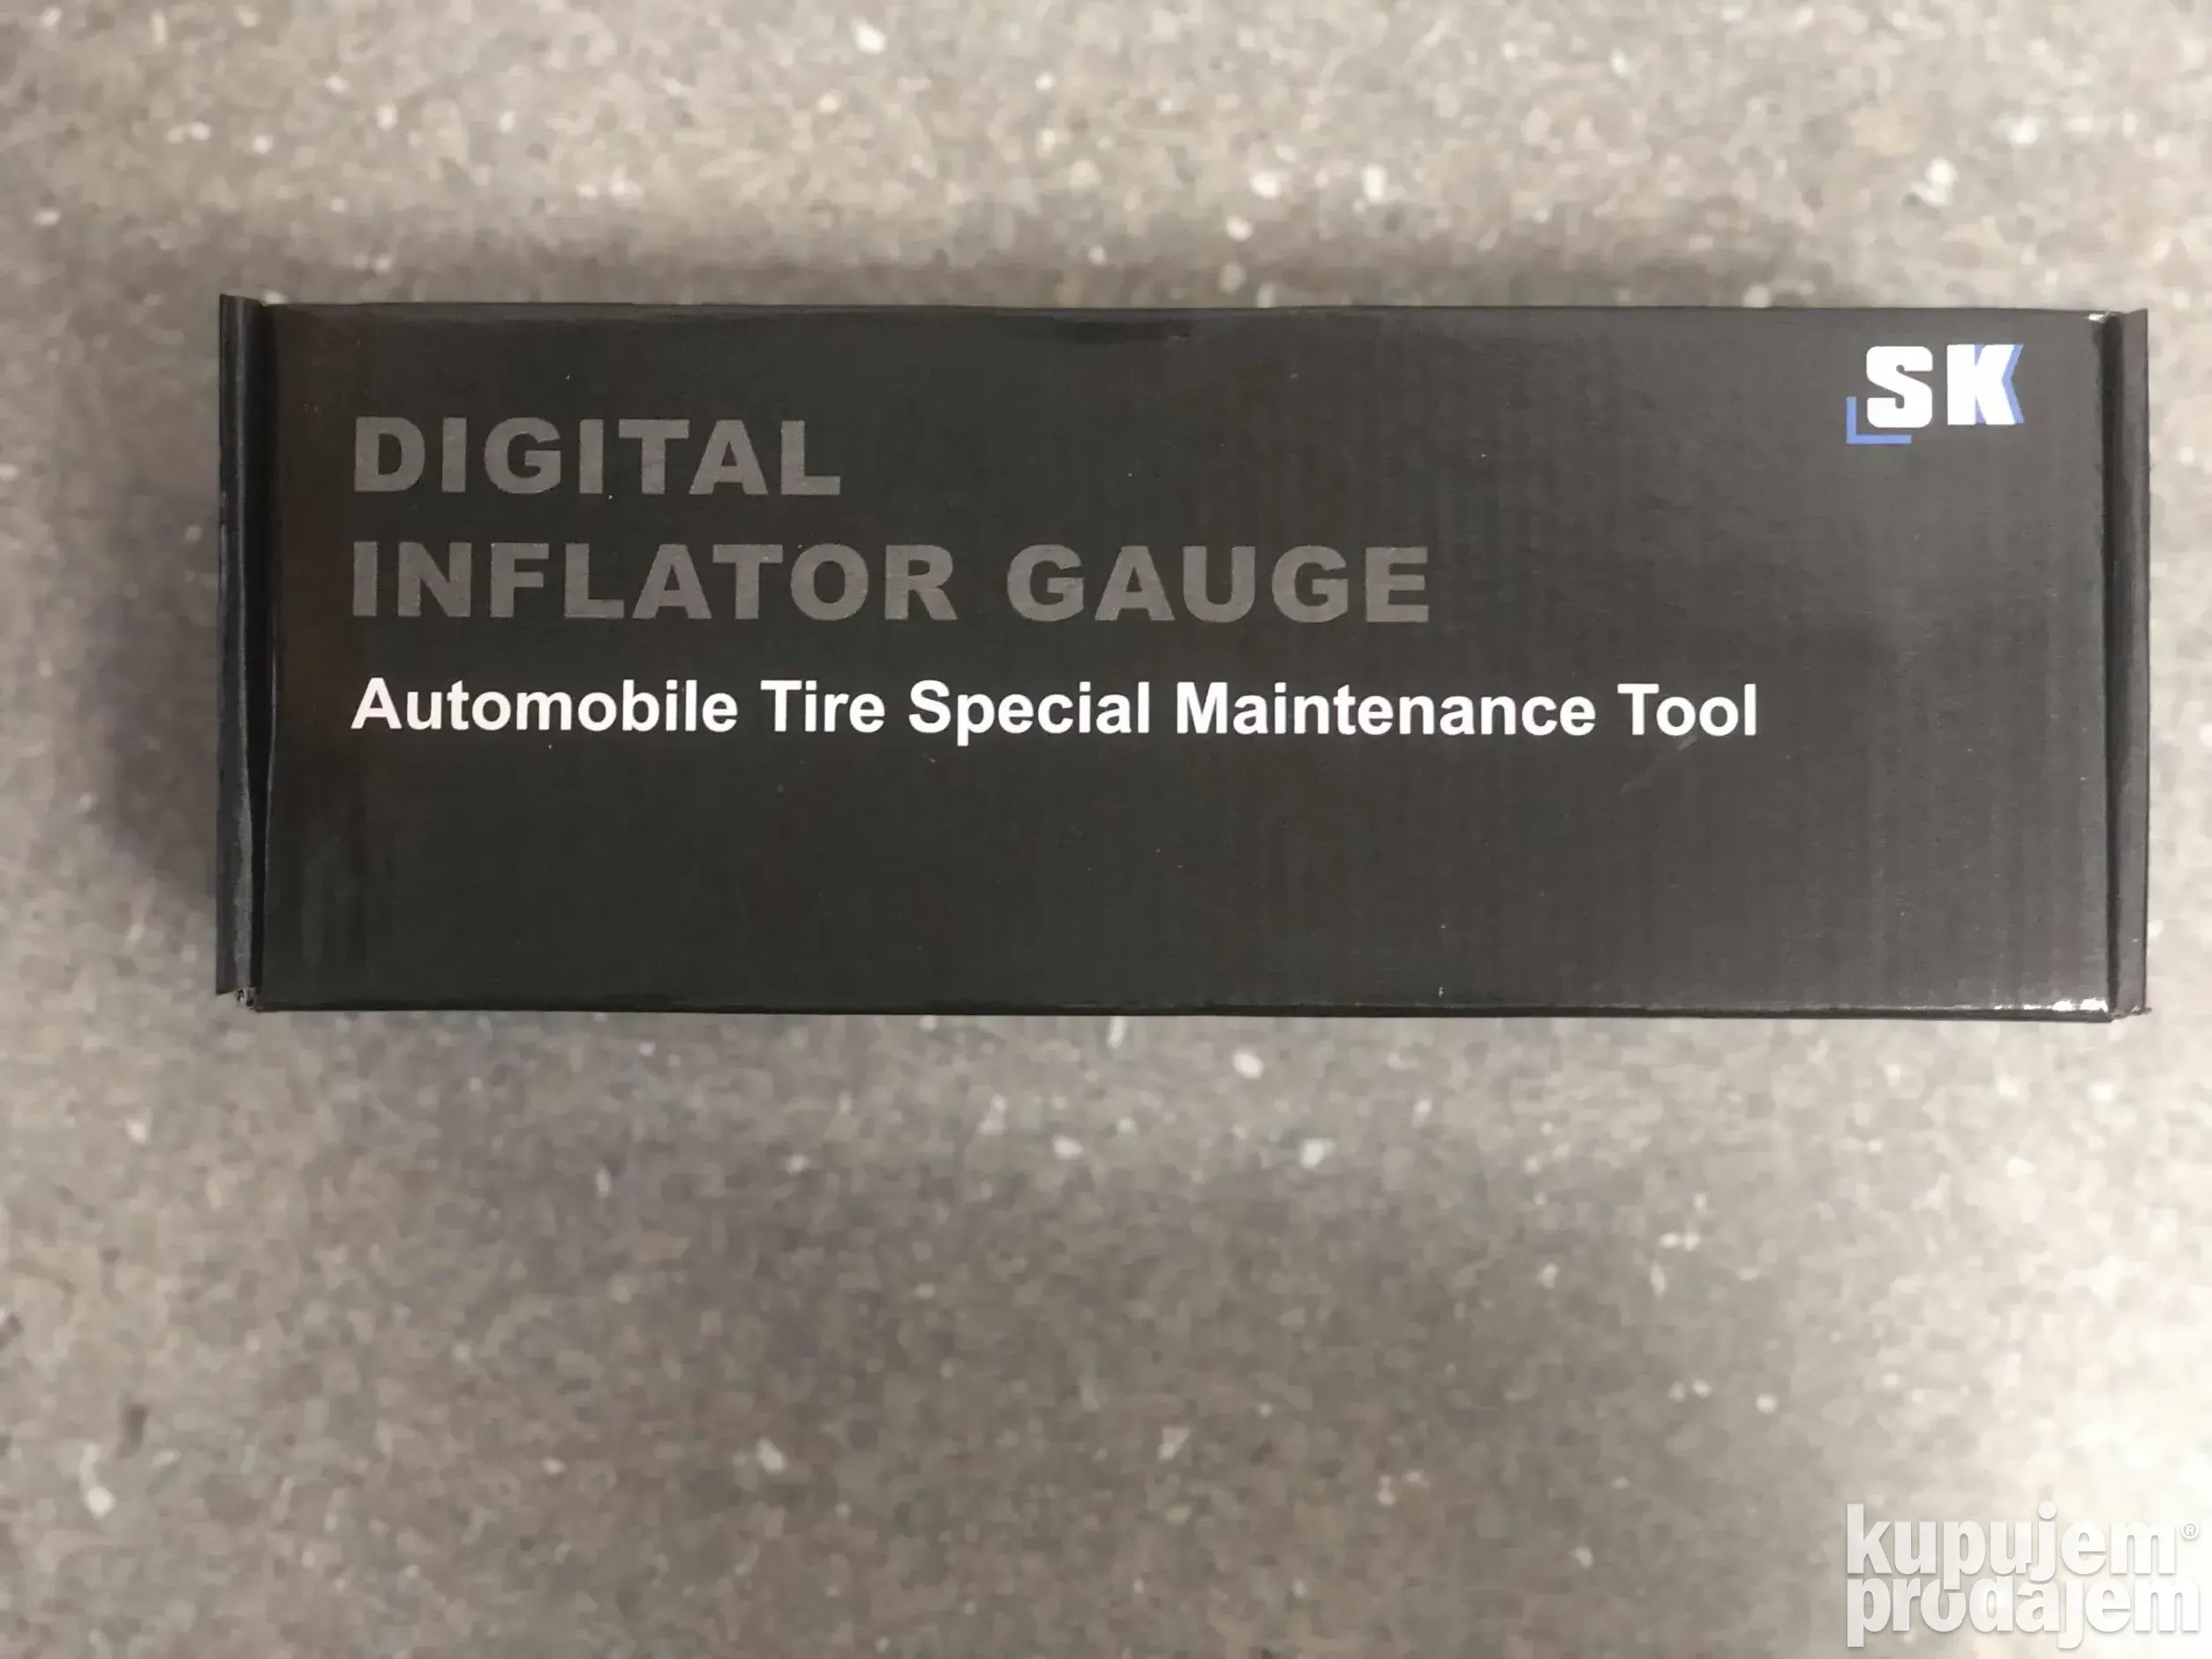 SK
DIGITAL
INFLATOR GAUGE
Automobile Tire Special Maintenance Tool
kupujem®
prodajem